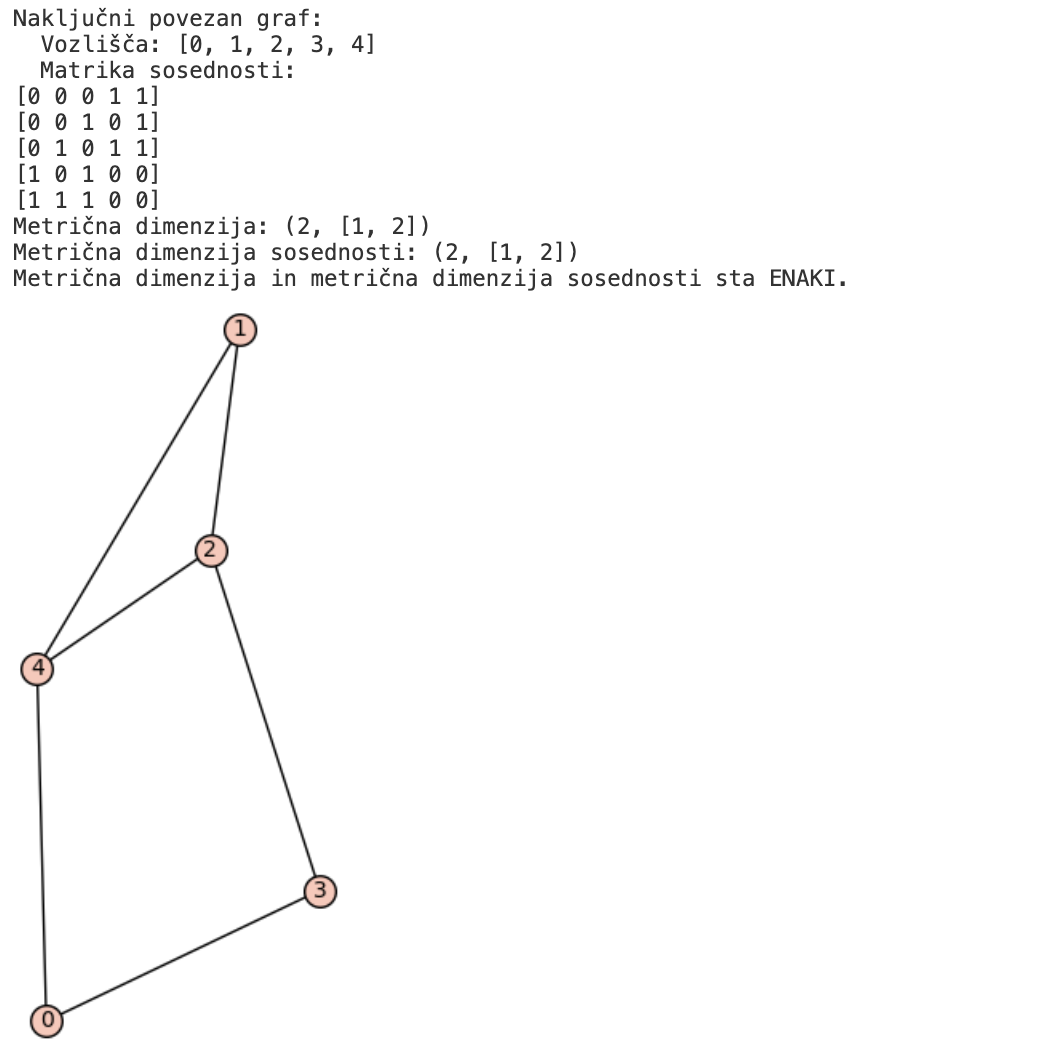 Naključni povezan graf:
  Vozlišča: [0, 1, 2, 3, 4]
  Matrika sosednosti:
[0 0 0 1 1]
[0 0 1 0 1]
[0 1 0 1 1]
[1 0 1 0 0]
[1 1 1 0 0]
Metrična dimenzija: (2, [1, 2])
Metrična dimenzija sosednosti: (2, [1, 2])
Metrična dimenzija in metrična dimenzija sosednosti sta ENAKI.
1
2
4
3
0